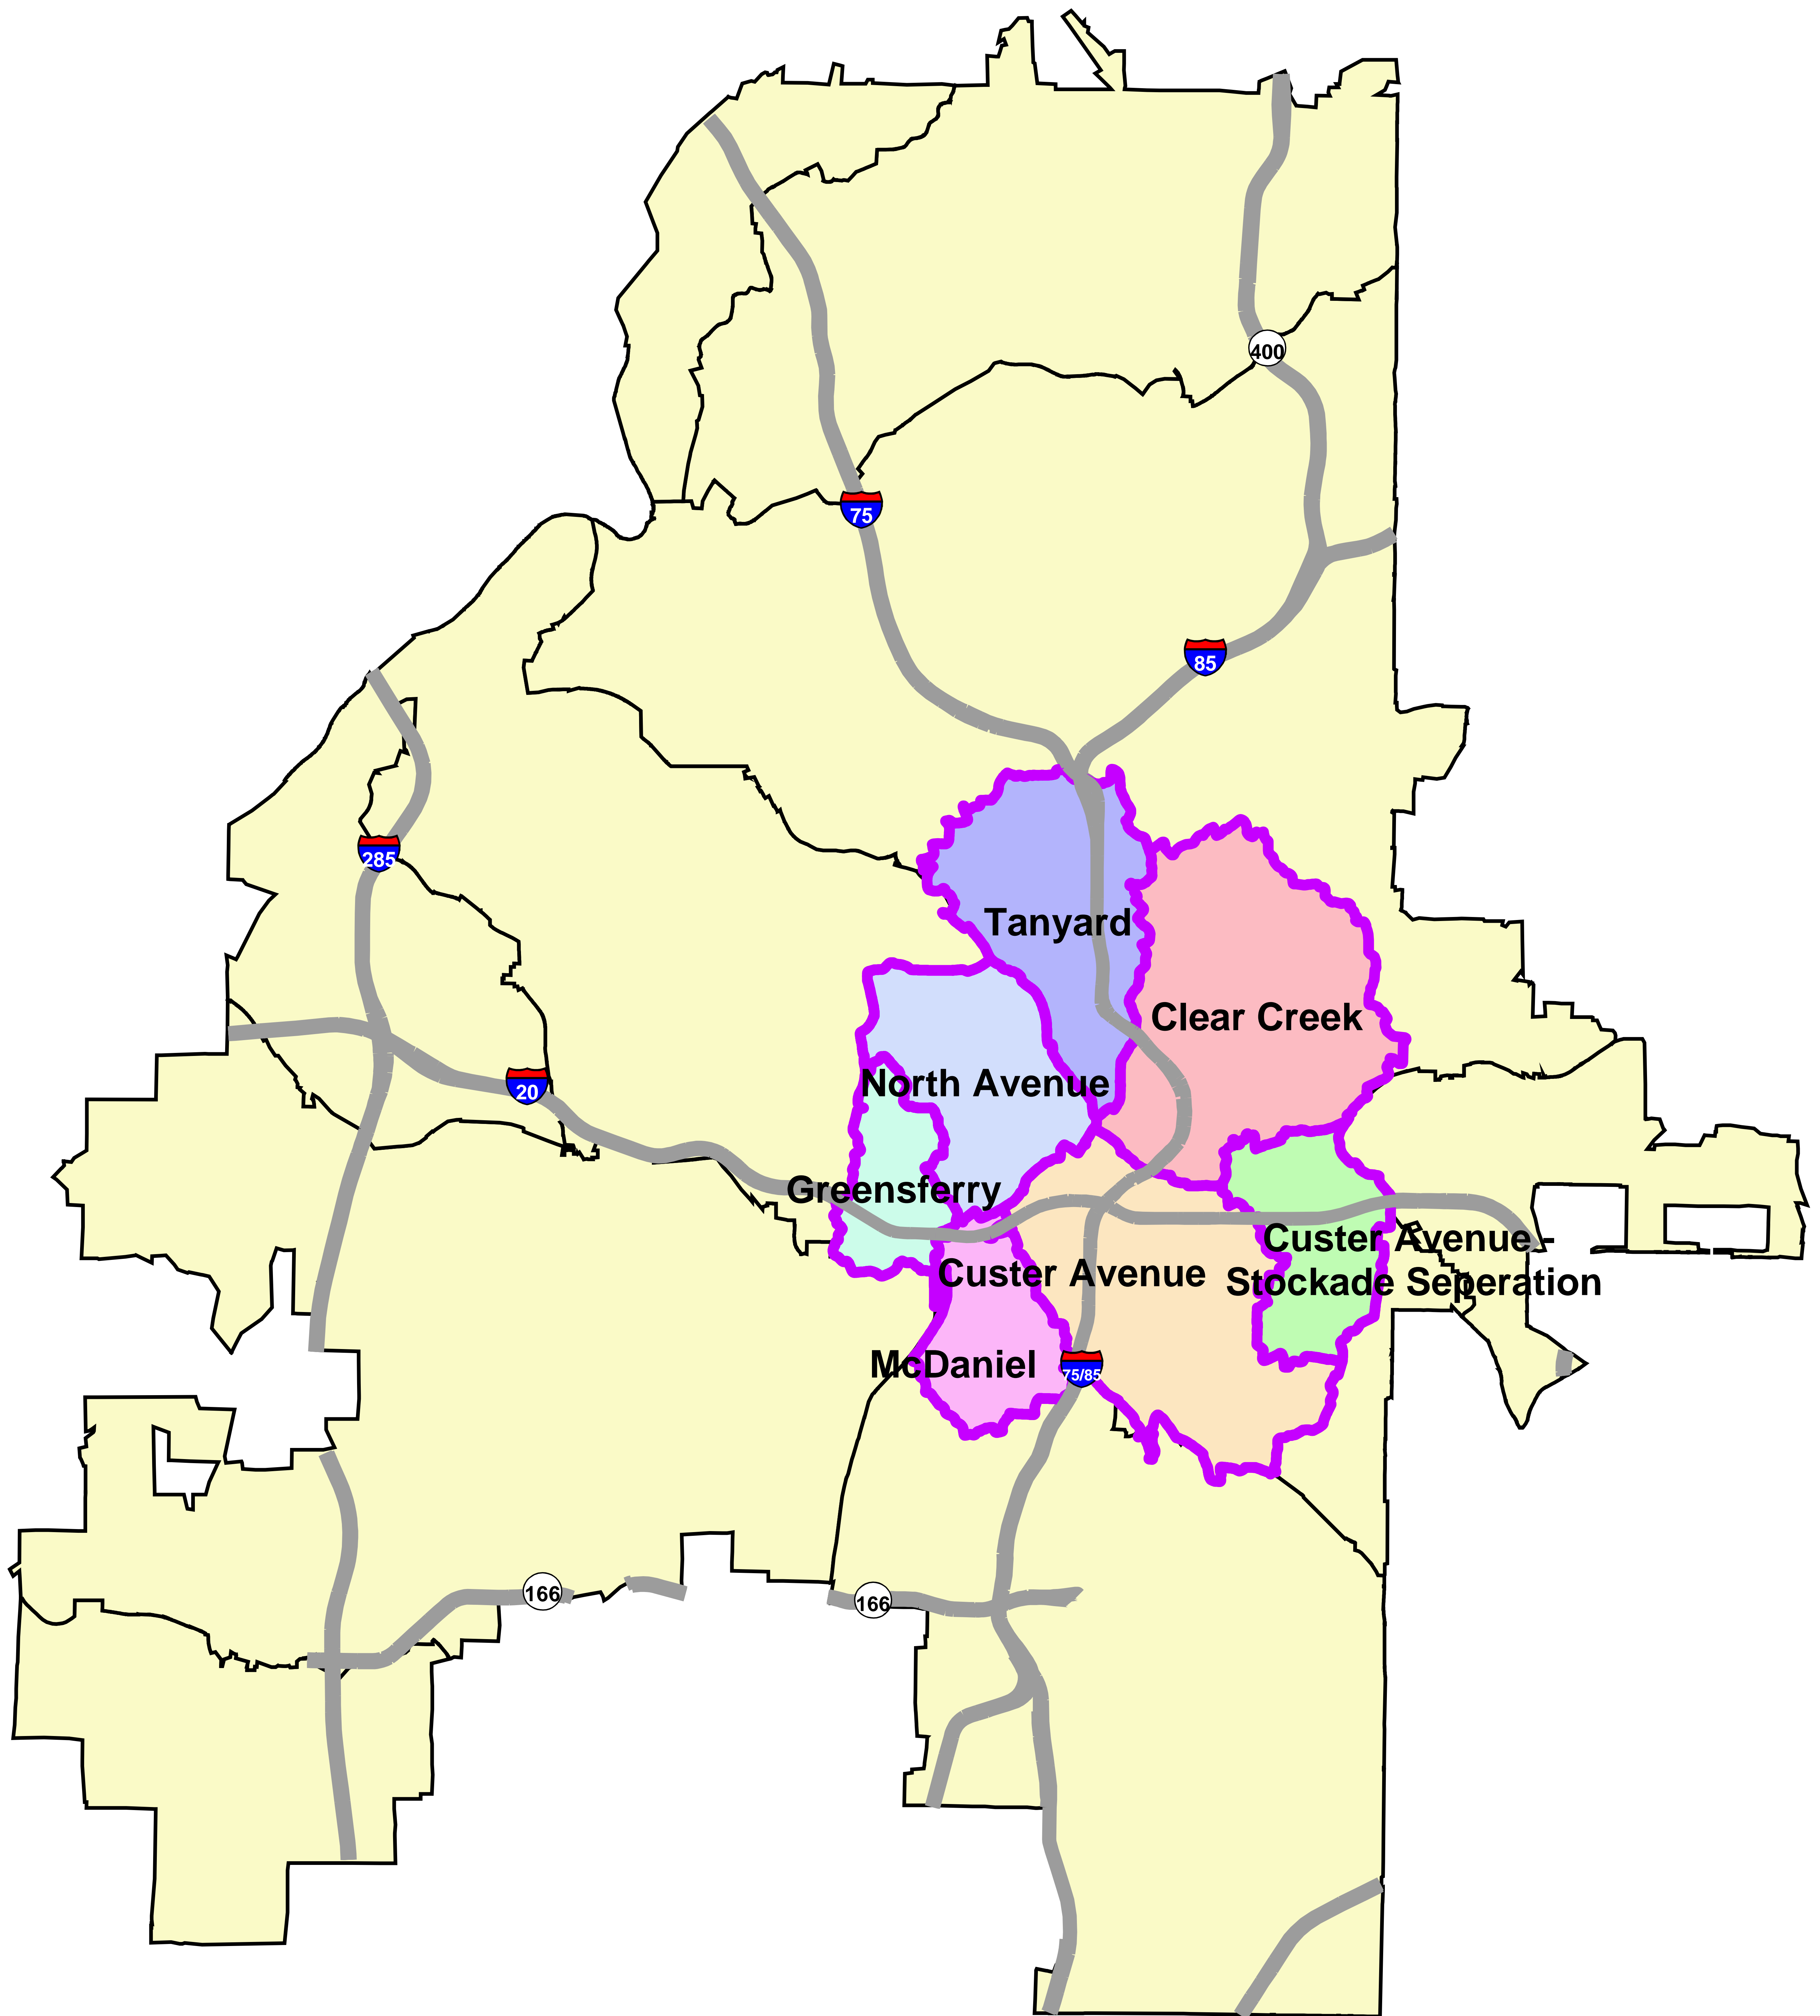 400
75
85
285
Tanyard
Clear Creek
North Avenue
20
Greensferry
Custer Avenue -
Stockade Seperation
Custer Avenue
McDaniel
75/85
166
166